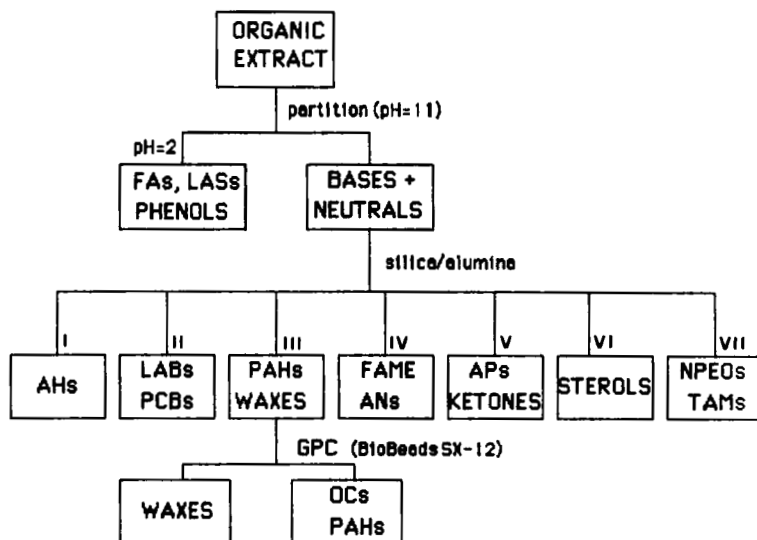 ORGANIC
EXTRACT
partition (pH=11)
pH=2
FAs, LASs
PHENOLS
BASES +
NEUTRALS
silica/alumina
I
II
III
IV
V
VI
VII
AHs
LABs
PCBs
PAHs
WAXES
FAME
ANs
APs
KETONES
STEROLS
NPEOs
TAMs
GPC (BioBeads SX-12)
WAXES
OCs
PAHs